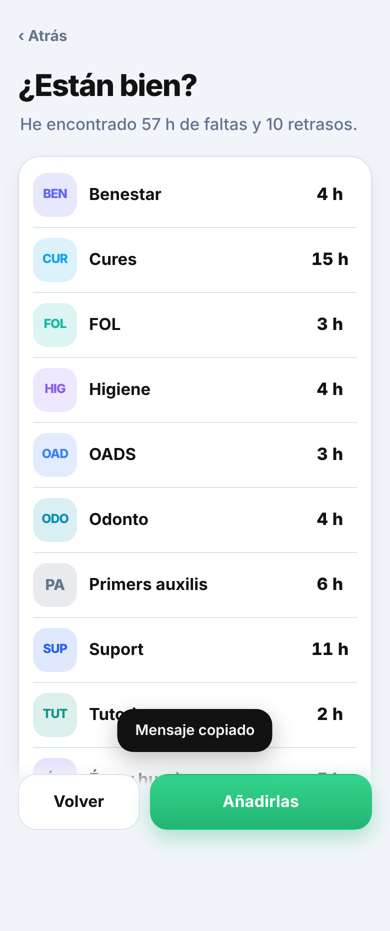 ‹ Atrás
¿Están bien?
He encontrado 57 h de faltas y 10 retrasos.
BEN Benestar 4 h
CUR Cures 15 h
FOL FOL 3 h
HIG Higiene 4 h
OAD OADS 3 h
ODO Odonto 4 h
PA Primers auxilis 6 h
SUP Suport 11 h
TUT 2 h
Mensaje copiado
Volver Añadirlas